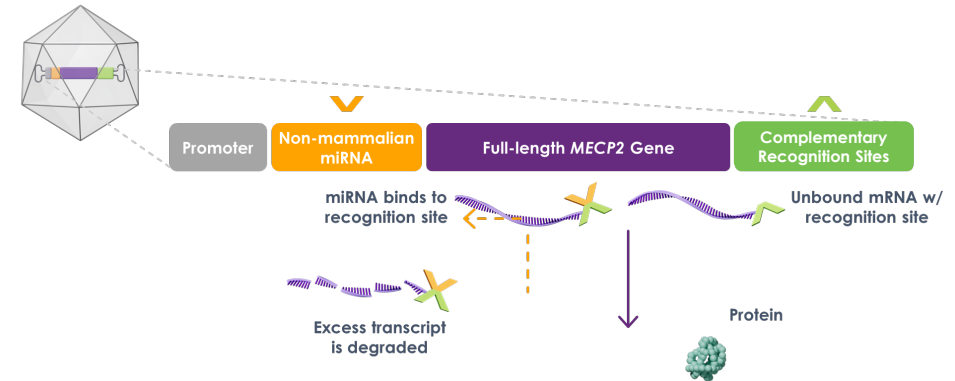 Promoter
Non-mammalian
miRNA
Full-length MECP2 Gene
Complementary
Recognition Sites
miRNA binds to
recognition site
Unbound mRNA w/
recognition site
Excess transcript
is degraded
Protein